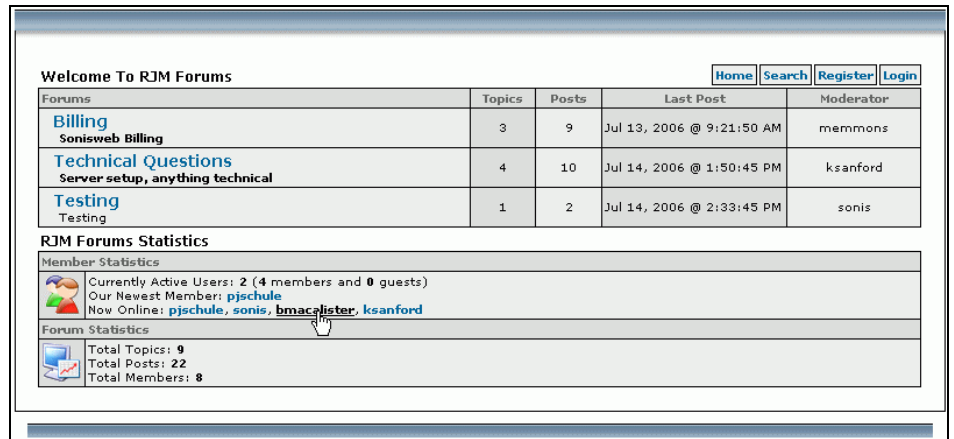 Welcome To RJM Forums
Home Search Register Login
Forums Topics Posts Last Post Moderator
Billing
Sonisweb Billing
3 9 Jul 13, 2006 @ 9:21:50 AM memmons
Technical Questions
Server setup, anything technical
4 10 Jul 14, 2006 @ 1:50:45 PM ksanford
Testing
Testing
1 2 Jul 14, 2006 @ 2:33:45 PM sonis
RJM Forums Statistics
Member Statistics
Currently Active Users: 2 (4 members and 0 guests)
Our Newest Member: pjschule
Now Online: pjschule, sonis, bmacalister, ksanford
Forum Statistics
Total Topics: 9
Total Posts: 22
Total Members: 8